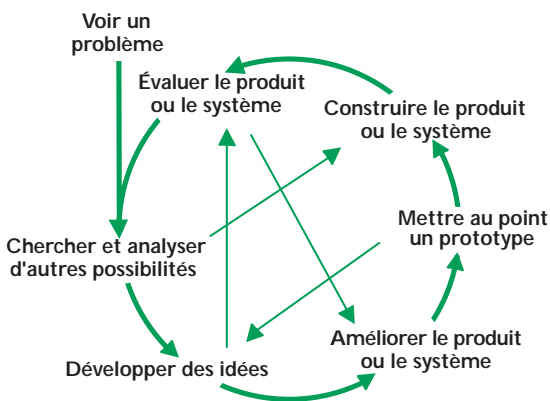 Voir un
problème
Évaluer le produit
ou le système
Construire le produit
ou le système
Mettre au point
un prototype
Chercher et analyser
d'autres possibilités
Améliorer le produit
ou le système
Développer des idées